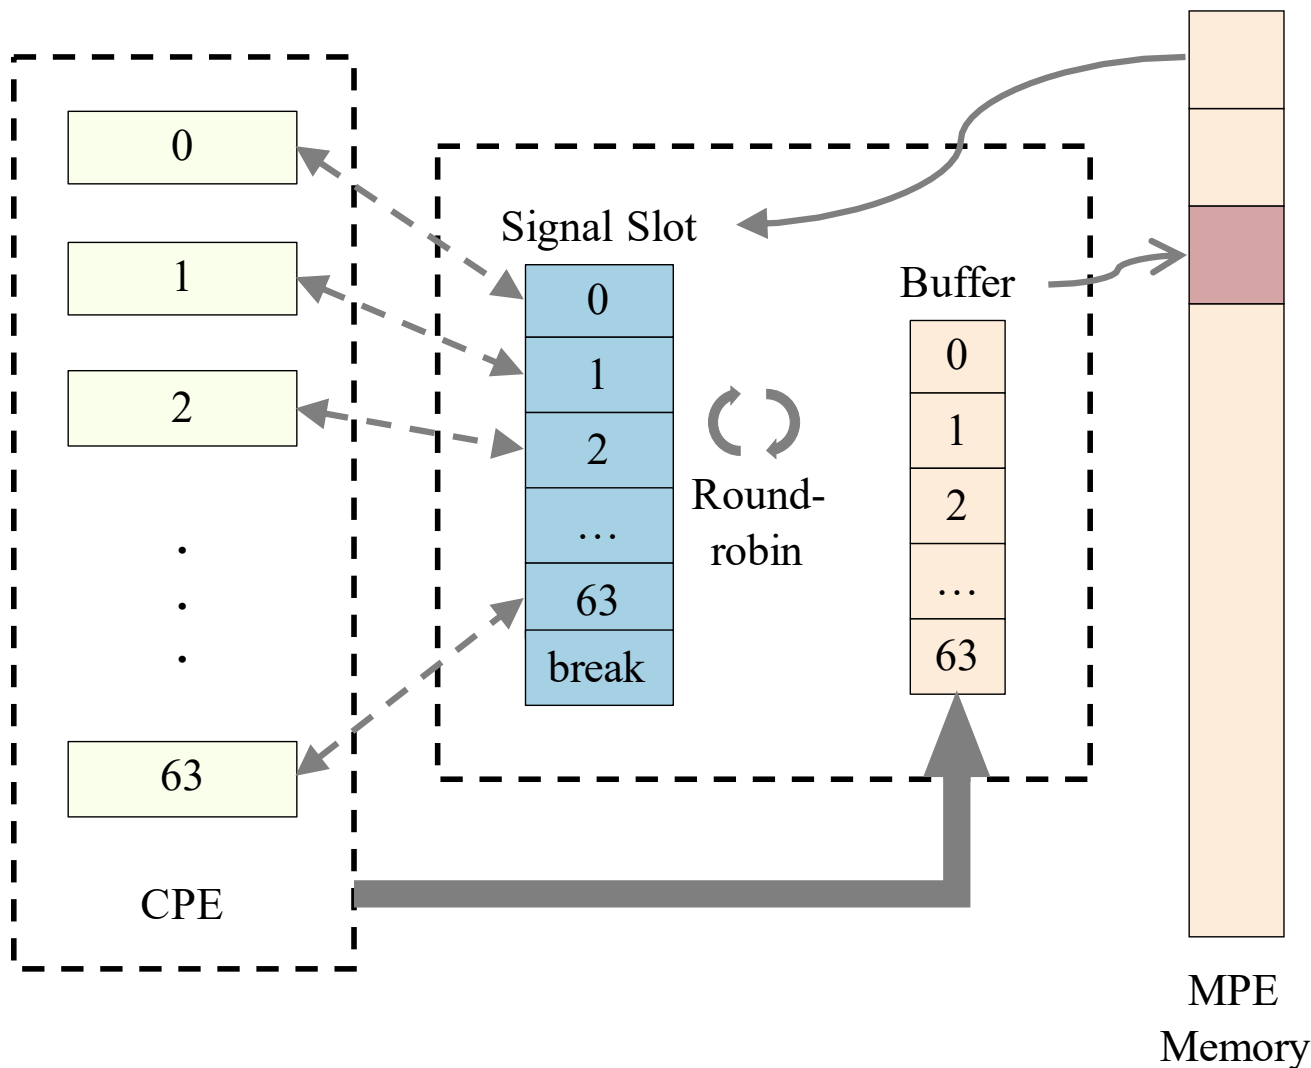 0
1
2
.
.
.
63
CPE
Signal Slot
0
1
2
...
63
break
Round-
robin
Buffer
0
1
2
...
63
MPE
Memory